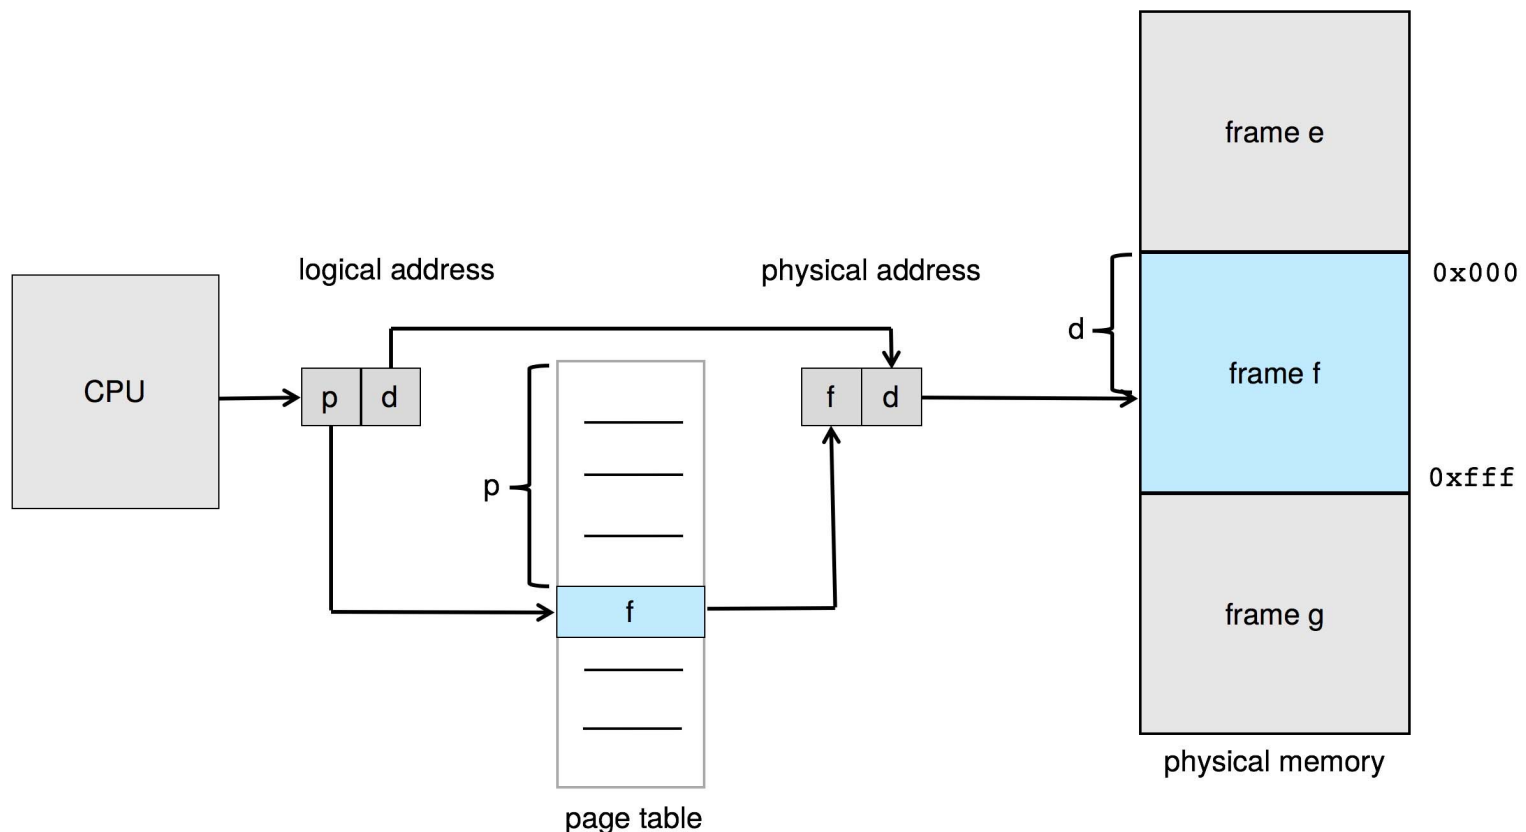 frame e
logical address
physical address
0x000
d
frame f
CPU
p d
f d
p
0xfff
f
frame g
physical memory
page table